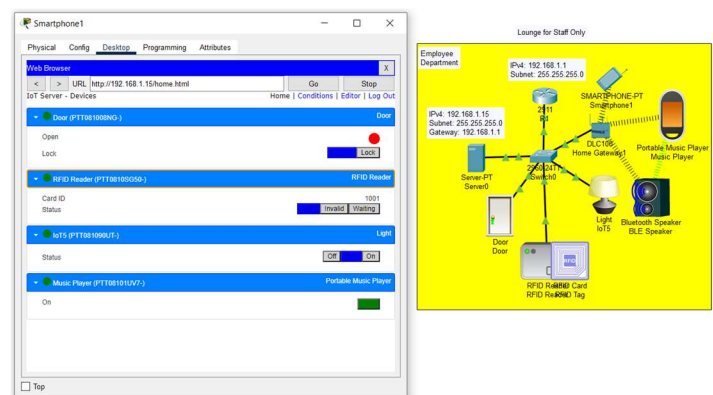 Smartphone1
Physical Config Desktop Programming Attributes
Web Browser X
< > URL http://192.168.1.15/home.html Go Stop
IoT Server - Devices Home | Conditions | Editor | Log Out
Door (PTT081008NG-) Door
Open
Lock Lock
RFID Reader (PTT0810SG50-) RFID Reader
Card ID 1001
Status Invalid Waiting
IoT5 (PTT081090UT-) Light
Status Off On
Music Player (PTT08101UV7-) Portable Music Player
On
Top
Lounge for Staff Only
Employee
Department
IPv4: 192.168.1.1
Subnet: 255.255.255.0
SMARTPHONE-PT
Smartphone1
2911
R1
IPv4: 192.168.1.15
Subnet: 255.255.255.0
Gateway: 192.168.1.1
DLC100
Home Gateway1
Portable Music Player
Music Player
Server-PT
Server0
2960-24TT
Switch0
Light
IoT5
Bluetooth Speaker
BLE Speaker
Door
Door
RFID
RFID Reader
RFID Reader
RFID Card
RFID Tag